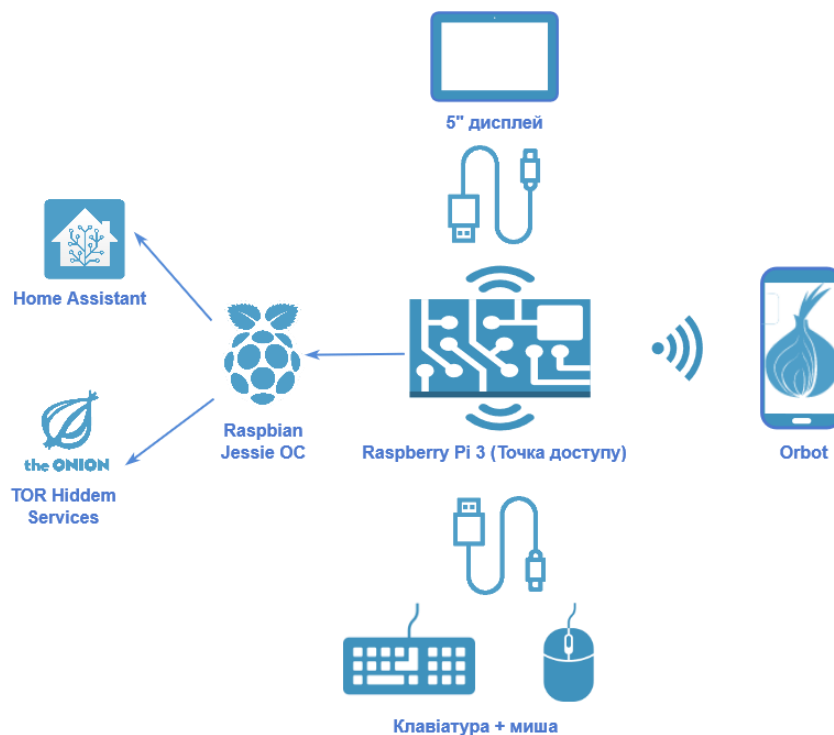 5" дисплей
Home Assistant
the ONION
TOR Hiddem
Services
Raspbian
Jessie ОС
Raspberry Pi 3 (Точка доступу)
Orbot
Клавіатура + миша